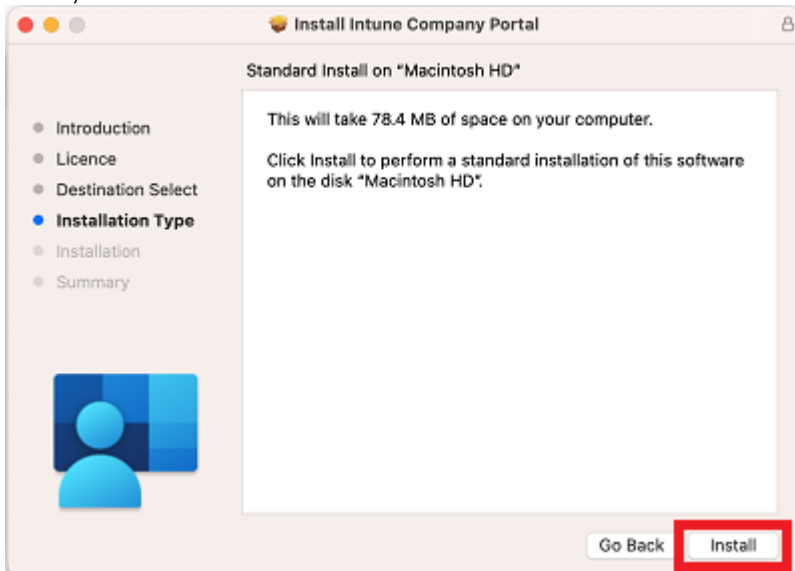 Install Intune Company Portal
Standard Install on “Macintosh HD”
Introduction
Licence
Destination Select
Installation Type
Installation
Summary
This will take 78.4 MB of space on your computer.
Click Install to perform a standard installation of this software
on the disk “Macintosh HD”.
Go Back
Install